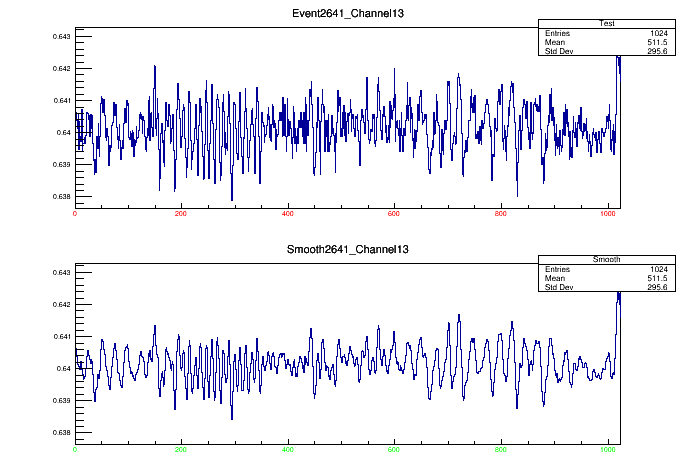 Event2641_Channel13
Test
Entries 1024
Mean 511.5
Std Dev 295.6
0.643
0.642
0.641
0.64
0.639
0.638
0 200 400 600 800 1000
Smooth2641_Channel13
Smooth
Entries 1024
Mean 511.5
Std Dev 295.6
0.643
0.642
0.641
0.64
0.639
0.638
0 200 400 600 800 1000